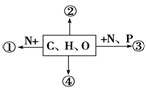 ②
① N+ C、H、O +N、P ③
④